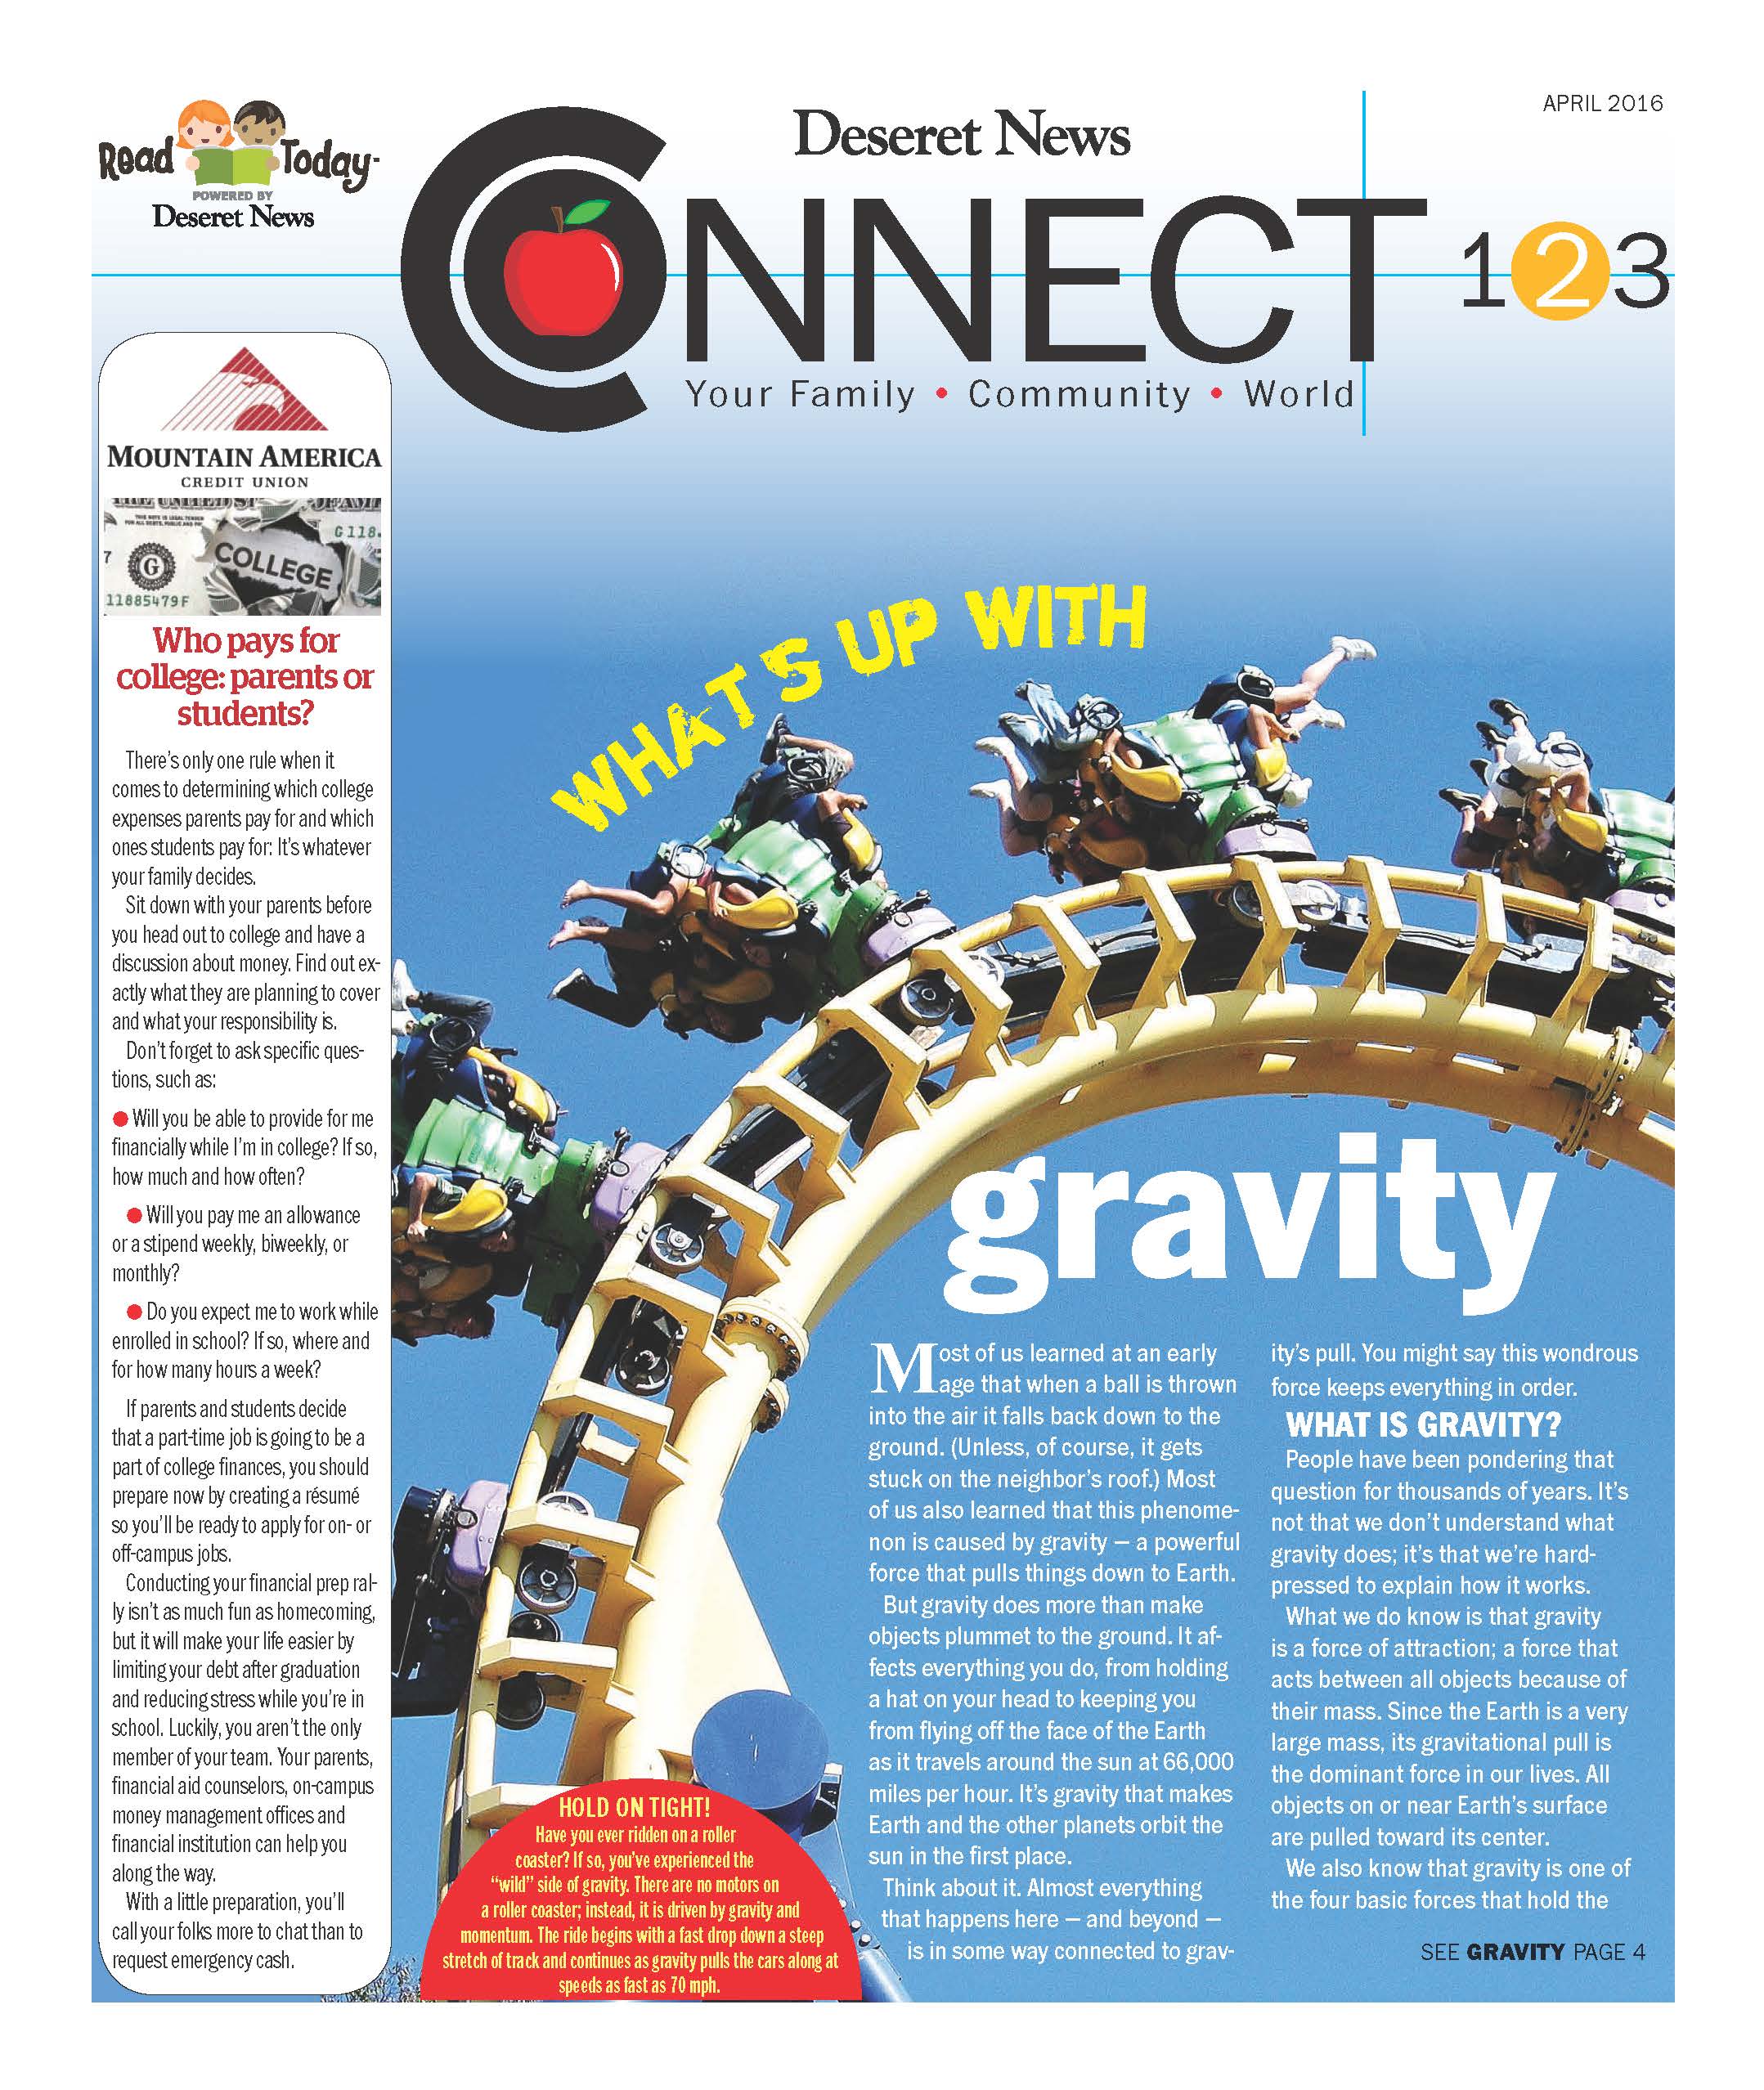 Read Today
POWERED BY
Deseret News
Deseret News
APRIL 2016
CONNECT 123
Your Family • Community • World
MOUNTAIN AMERICA
CREDIT UNION
G118
COLLEGE
G
7
11885479F
Who pays for
college: parents or
students?
There's only one rule when it
comes to determining which college
expenses parents pay for and which
ones students pay for: It's whatever
your family decides.
Sit down with your parents before
you head out to college and have a
discussion about money. Find out ex-
actly what they are planning to cover
and what your responsibility is.
Don't forget to ask specific ques-
tions, such as:
● Will you be able to provide for me
financially while I'm in college? If so,
how much and how often?
● Will you pay me an allowance
or a stipend weekly, biweekly, or
monthly?
● Do you expect me to work while
enrolled in school? If so, where and
for how many hours a week?
If parents and students decide
that a part-time job is going to be a
part of college finances, you should
prepare now by creating a résumé
so you'll be ready to apply for on- or
off-campus jobs.
Conducting your financial prep ral-
ly isn't as much fun as homecoming,
but it will make your life easier by
limiting your debt after graduation
and reducing stress while you're in
school. Luckily, you aren't the only
member of your team. Your parents,
financial aid counselors, on-campus
money management offices and
financial institution can help you
along the way.
With a little preparation, you'll
call your folks more to chat than to
request emergency cash.
WHAT'S UP WITH
gravity
Most of us learned at an early
age that when a ball is thrown
into the air it falls back down to the
ground. (Unless, of course, it gets
stuck on the neighbor's roof.) Most
of us also learned that this phenome-
non is caused by gravity — a powerful
force that pulls things down to Earth.
But gravity does more than make
objects plummet to the ground. It af-
fects everything you do, from holding
a hat on your head to keeping you
from flying off the face of the Earth
as it travels around the sun at 66,000
miles per hour. It's gravity that makes
Earth and the other planets orbit the
sun in the first place.
Think about it. Almost everything
that happens here — and beyond —
is in some way connected to grav-
ity's pull. You might say this wondrous
force keeps everything in order.
WHAT IS GRAVITY?
People have been pondering that
question for thousands of years. It's
not that we don't understand what
gravity does; it's that we're hard-
pressed to explain how it works.
What we do know is that gravity
is a force of attraction; a force that
acts between all objects because of
their mass. Since the Earth is a very
large mass, its gravitational pull is
the dominant force in our lives. All
objects on or near Earth's surface
are pulled toward its center.
We also know that gravity is one of
the four basic forces that hold the
SEE GRAVITY PAGE 4
HOLD ON TIGHT!
Have you ever ridden on a roller
coaster? If so, you've experienced the
"wild" side of gravity. There are no motors on
a roller coaster; instead, it is driven by gravity and
momentum. The ride begins with a fast drop down a steep
stretch of track and continues as gravity pulls the cars along at
speeds as fast as 70 mph.